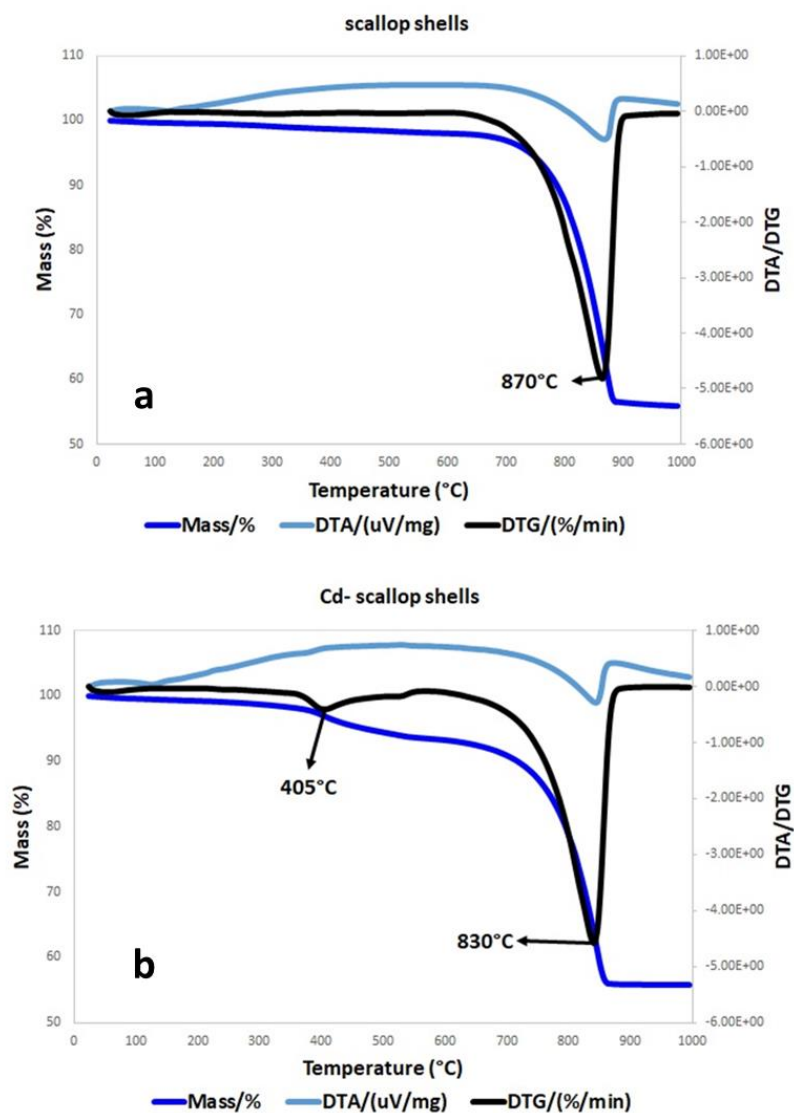 scallop shells
110
100
90
80
70
60
50
Mass (%)
1.00E+00
0.00E+00
-1.00E+00
-2.00E+00
-3.00E+00
-4.00E+00
-5.00E+00
-6.00E+00
DTA/DTG
870°C
a
0 100 200 300 400 500 600 700 800 900 1000
Temperature (°C)
Mass/% DTA/(uV/mg) DTG/(%/min)
Cd- scallop shells
110
100
90
80
70
60
50
Mass (%)
1.00E+00
0.00E+00
-1.00E+00
-2.00E+00
-3.00E+00
-4.00E+00
-5.00E+00
-6.00E+00
DTA/DTG
405°C
830°C
b
0 100 200 300 400 500 600 700 800 900 1000
Temperature (°C)
Mass/% DTA/(uV/mg) DTG/(%/min)